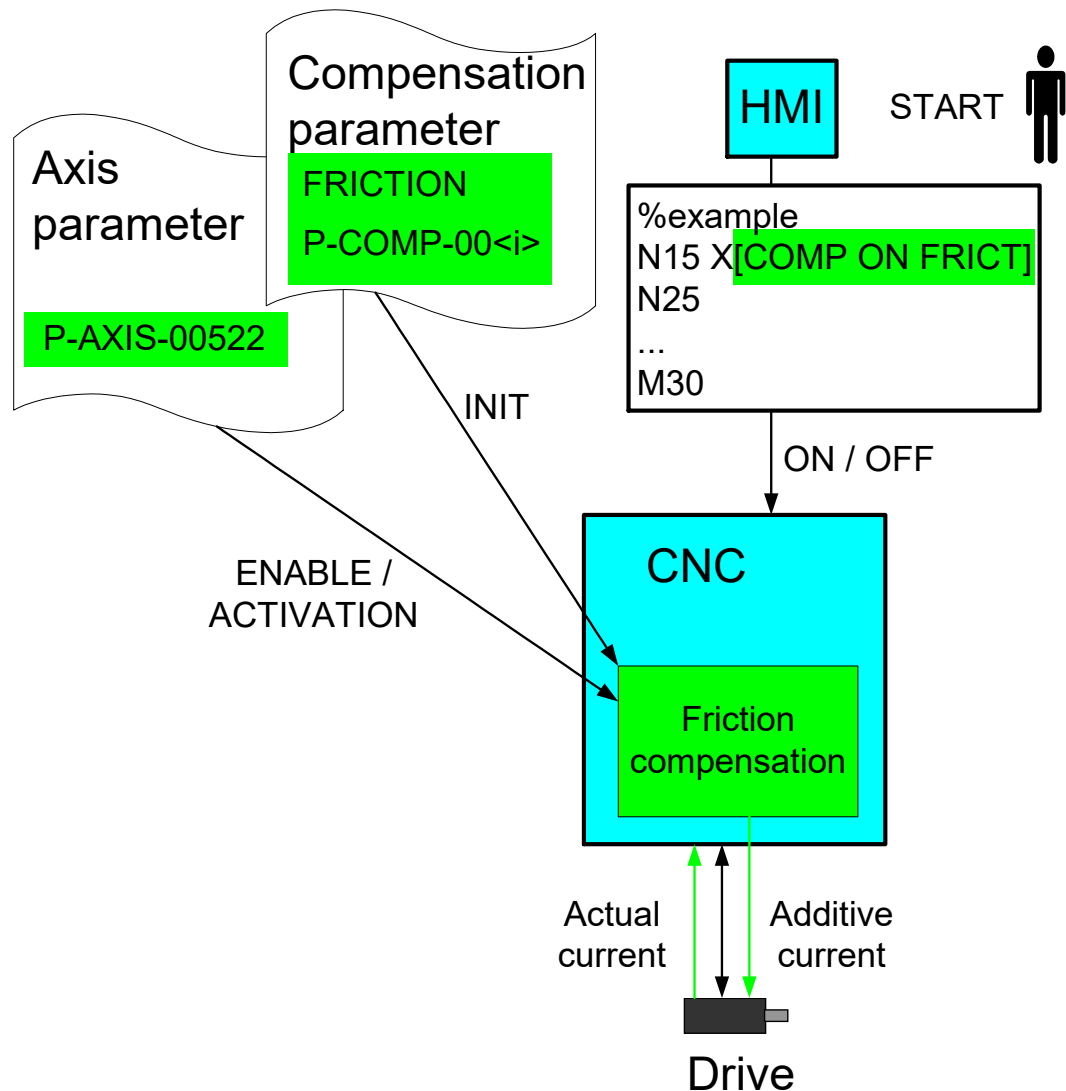 Compensation
parameter
FRICTION
P-COMP-00<i>
Axis
parameter
P-AXIS-00522
HMI
START
%example
N15 X[COMP ON FRICT]
N25
...
M30
INIT
ON / OFF
ENABLE /
ACTIVATION
CNC
Friction
compensation
Actual
current
Additive
current
Drive